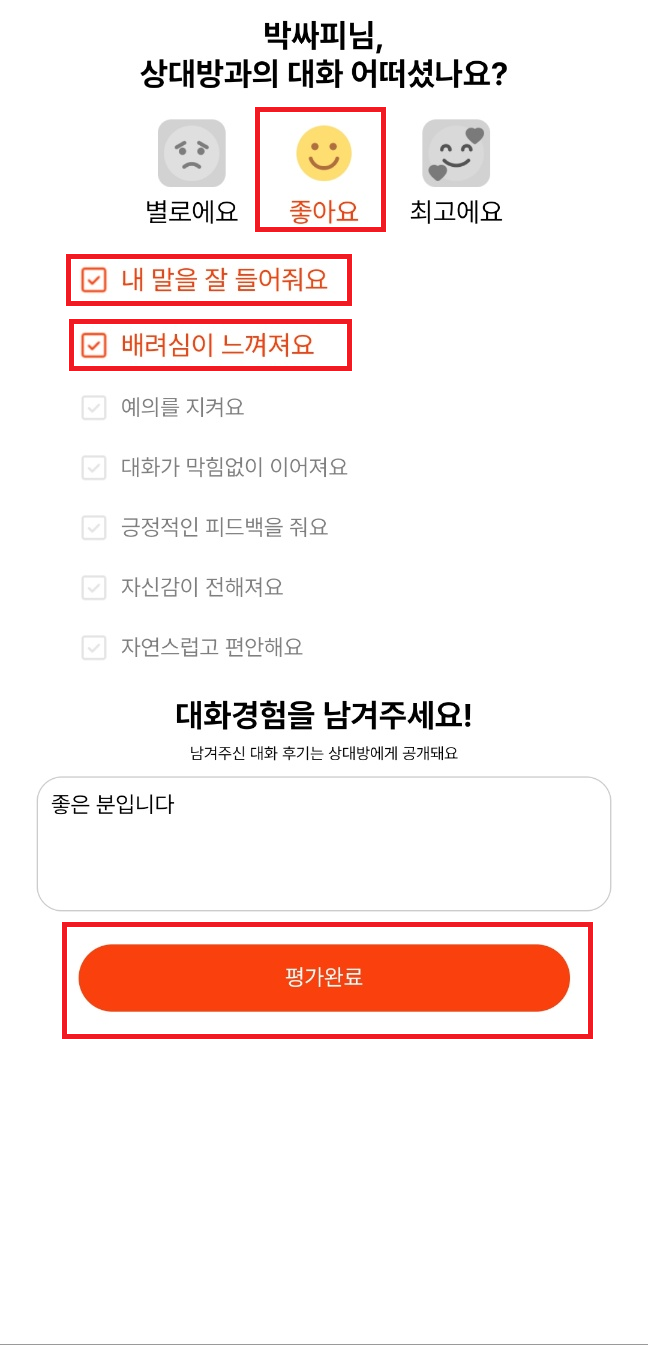 박싸피님,
상대방과의 대화 어떠셨나요?
별로에요
좋아요
최고에요
내 말을 잘 들어줘요
배려심이 느껴져요
예의를 지켜요
대화가 막힘없이 이어져요
긍정적인 피드백을 줘요
자신감이 전해져요
자연스럽고 편안해요
대화경험을 남겨주세요!
남겨주신 대화 후기는 상대방에게 공개돼요
좋은 분입니다
평가완료